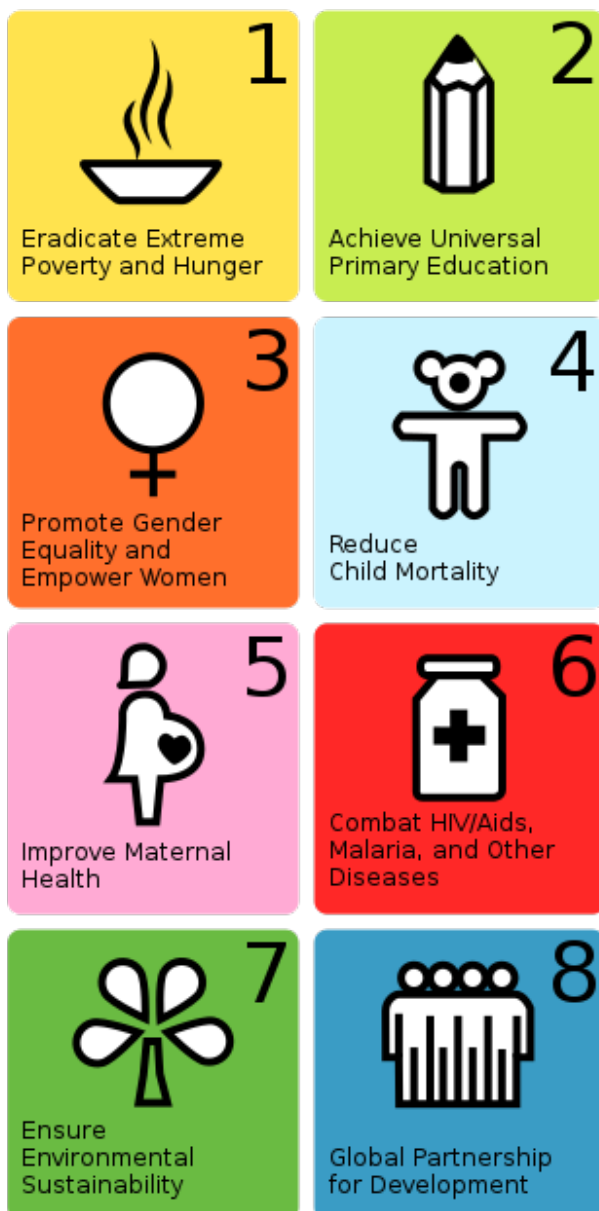 1
Eradicate Extreme
Poverty and Hunger
2
Achieve Universal
Primary Education
3
Promote Gender
Equality and
Empower Women
4
Reduce
Child Mortality
5
Improve Maternal
Health
6
Combat HIV/Aids,
Malaria, and Other
Diseases
7
Ensure
Environmental
Sustainability
8
Global Partnership
for Development